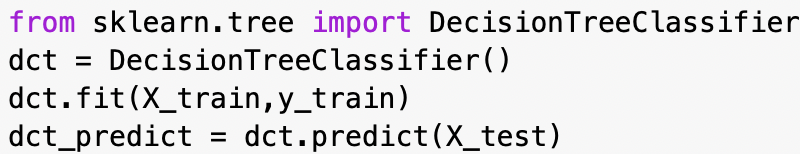 from sklearn.tree import DecisionTreeClassifier
dct = DecisionTreeClassifier()
dct.fit(X_train,y_train)
dct_predict = dct.predict(X_test)